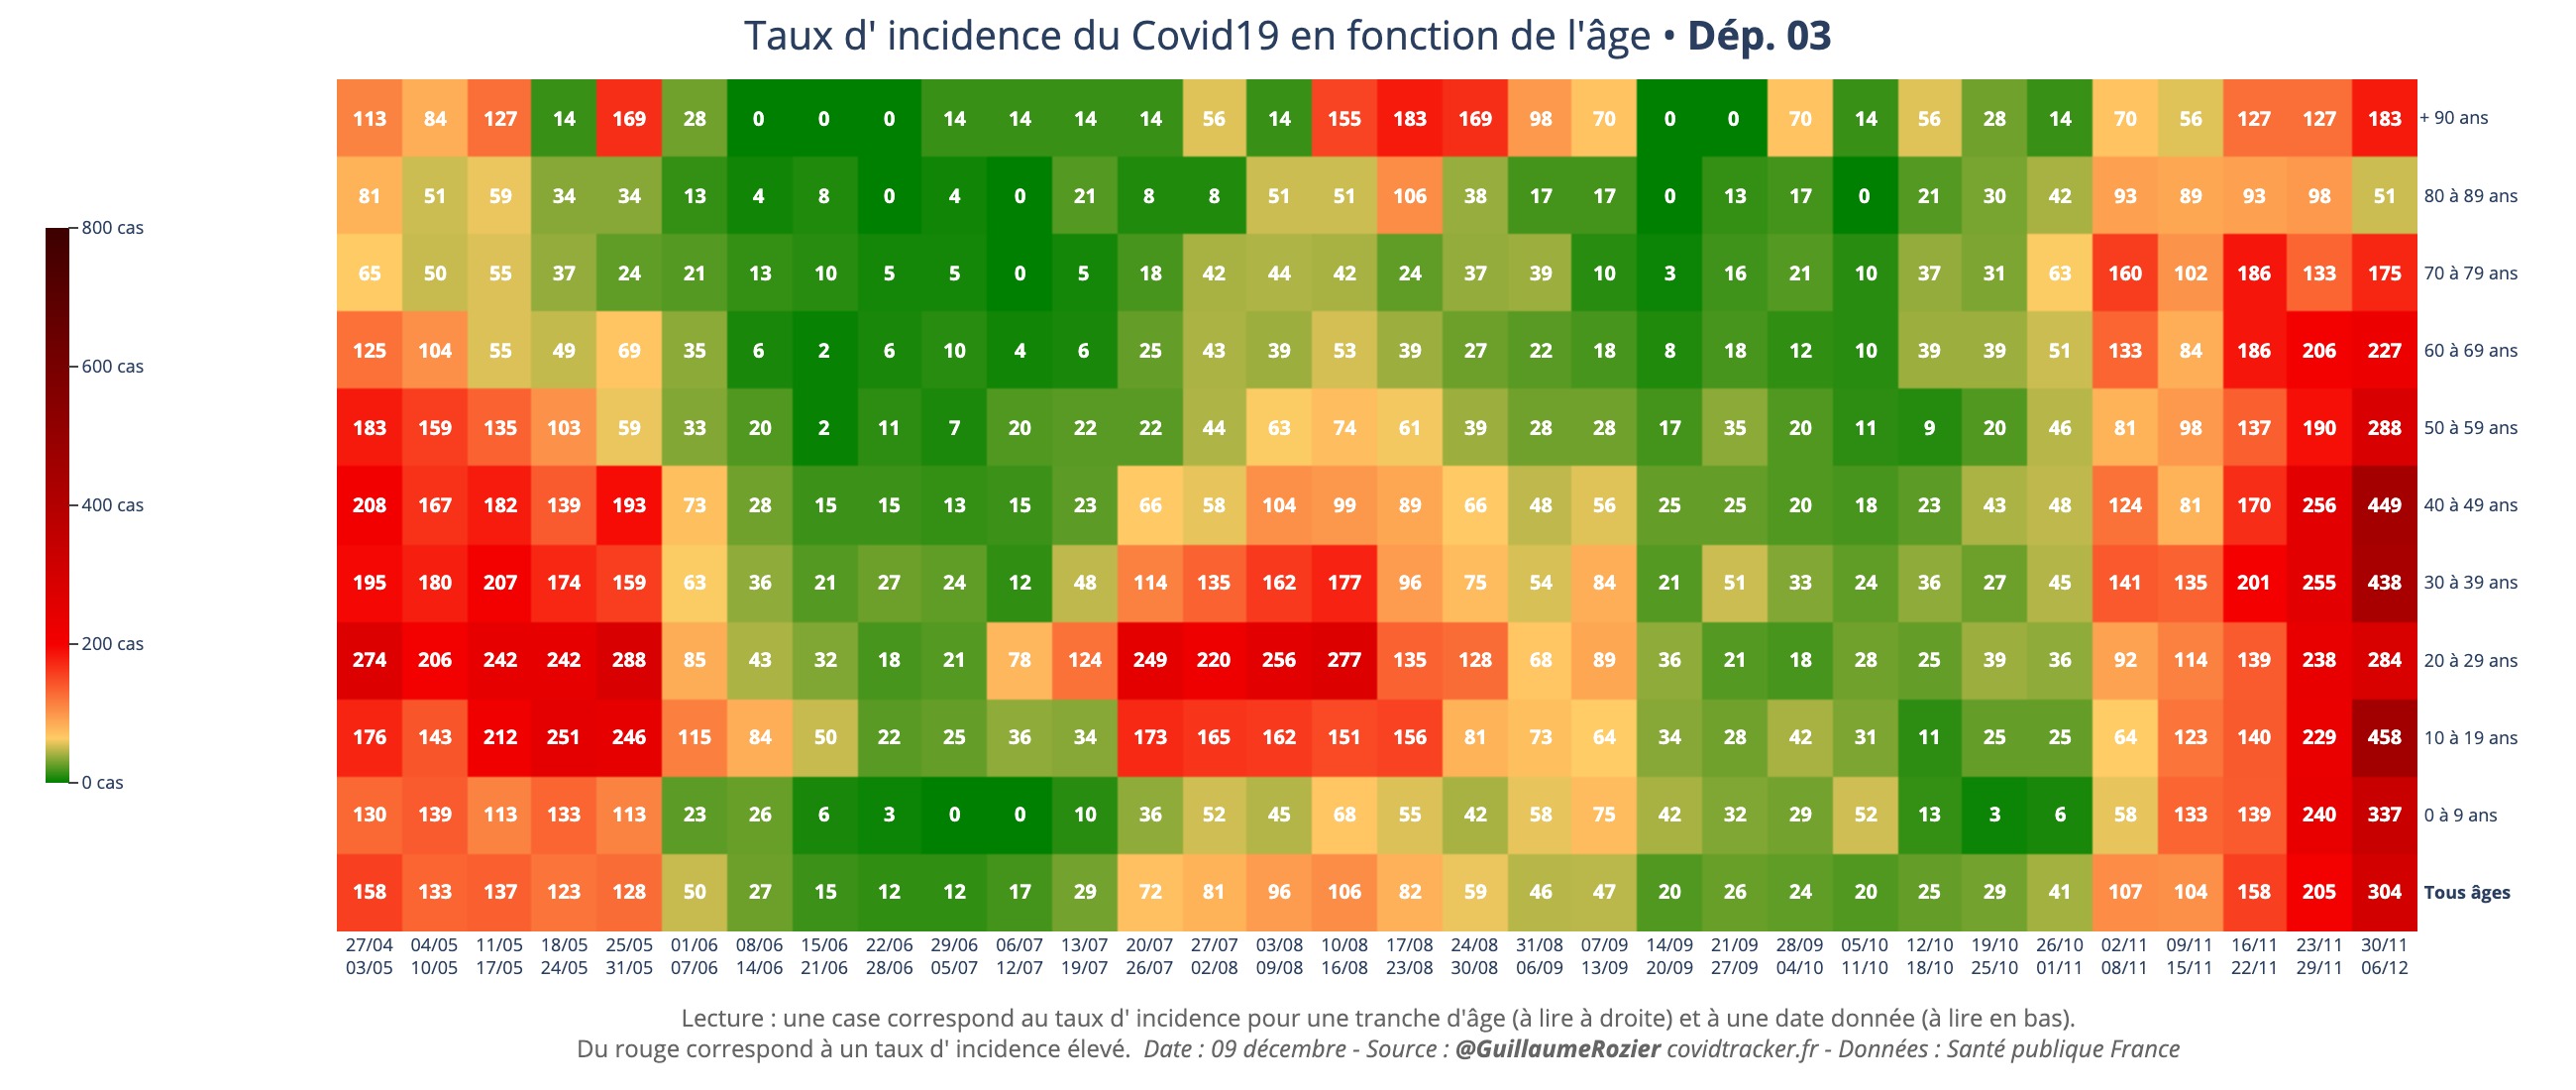 Taux d' incidence du Covid19 en fonction de l'âge • Dép. 03
113 84 127 14 169 28 0 0 0 14 14 14 14 56 14 155 183 169 98 70 0 0 70 14 56 28 14 70 56 127 127 183 + 90 ans
81 51 59 34 34 13 4 8 0 4 0 21 8 8 51 51 106 38 17 17 0 13 17 0 21 30 42 93 89 93 98 51 80 à 89 ans
800 cas
65 50 55 37 24 21 13 10 5 5 0 5 18 42 44 42 24 37 39 10 3 16 21 10 37 31 63 160 102 186 133 175 70 à 79 ans
125 104 55 49 69 35 6 2 6 10 4 6 25 43 39 53 39 27 22 18 8 18 12 10 39 39 51 133 84 186 206 227 60 à 69 ans
600 cas
183 159 135 103 59 33 20 2 11 7 20 22 22 44 63 74 61 39 28 28 17 35 20 11 9 20 46 81 98 137 190 288 50 à 59 ans
400 cas
208 167 182 139 193 73 28 15 15 13 15 23 66 58 104 99 89 66 48 56 25 25 20 18 23 43 48 124 81 170 256 449 40 à 49 ans
195 180 207 174 159 63 36 21 27 24 12 48 114 135 162 177 96 75 54 84 21 51 33 24 36 27 45 141 135 201 255 438 30 à 39 ans
200 cas
274 206 242 242 288 85 43 32 18 21 78 124 249 220 256 277 135 128 68 89 36 21 18 28 25 39 36 92 114 139 238 284 20 à 29 ans
176 143 212 251 246 115 84 50 22 25 36 34 173 165 162 151 156 81 73 64 34 28 42 31 11 25 25 64 123 140 229 458 10 à 19 ans
0 cas
130 139 113 133 113 23 26 6 3 0 0 10 36 52 45 68 55 42 58 75 42 32 29 52 13 3 6 58 133 139 240 337 0 à 9 ans
158 133 137 123 128 50 27 15 12 12 17 29 72 81 96 106 82 59 46 47 20 26 24 20 25 29 41 107 104 158 205 304 Tous âges
27/04 04/05 11/05 18/05 25/05 01/06 08/06 15/06 22/06 29/06 06/07 13/07 20/07 27/07 03/08 10/08 17/08 24/08 31/08 07/09 14/09 21/09 28/09 05/10 12/10 19/10 26/10 02/11 09/11 16/11 23/11 30/11
03/05 10/05 17/05 24/05 31/05 07/06 14/06 21/06 28/06 05/07 12/07 19/07 26/07 02/08 09/08 16/08 23/08 30/08 06/09 13/09 20/09 27/09 04/10 11/10 18/10 25/10 01/11 08/11 15/11 22/11 29/11 06/12
Lecture : une case correspond au taux d' incidence pour une tranche d'âge (à lire à droite) et à une date donnée (à lire en bas).
Du rouge correspond à un taux d' incidence élevé. Date : 09 décembre - Source : @GuillaumeRozier covidtracker.fr - Données : Santé publique France